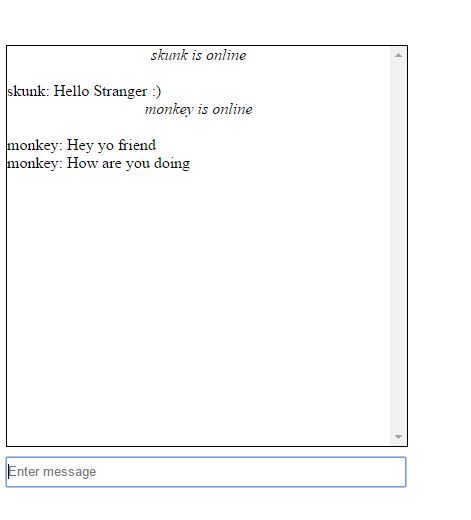 skunk is online
skunk: Hello Stranger :)
monkey is online
monkey: Hey yo friend
monkey: How are you doing
Enter message